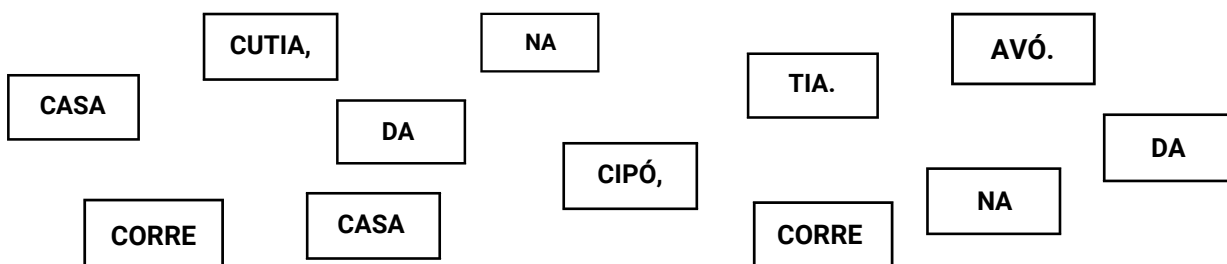 CUTIA,
NA
AVÓ.
CASA
TIA.
DA
DA
CIPÓ,
NA
CASA
CORRE
CORRE